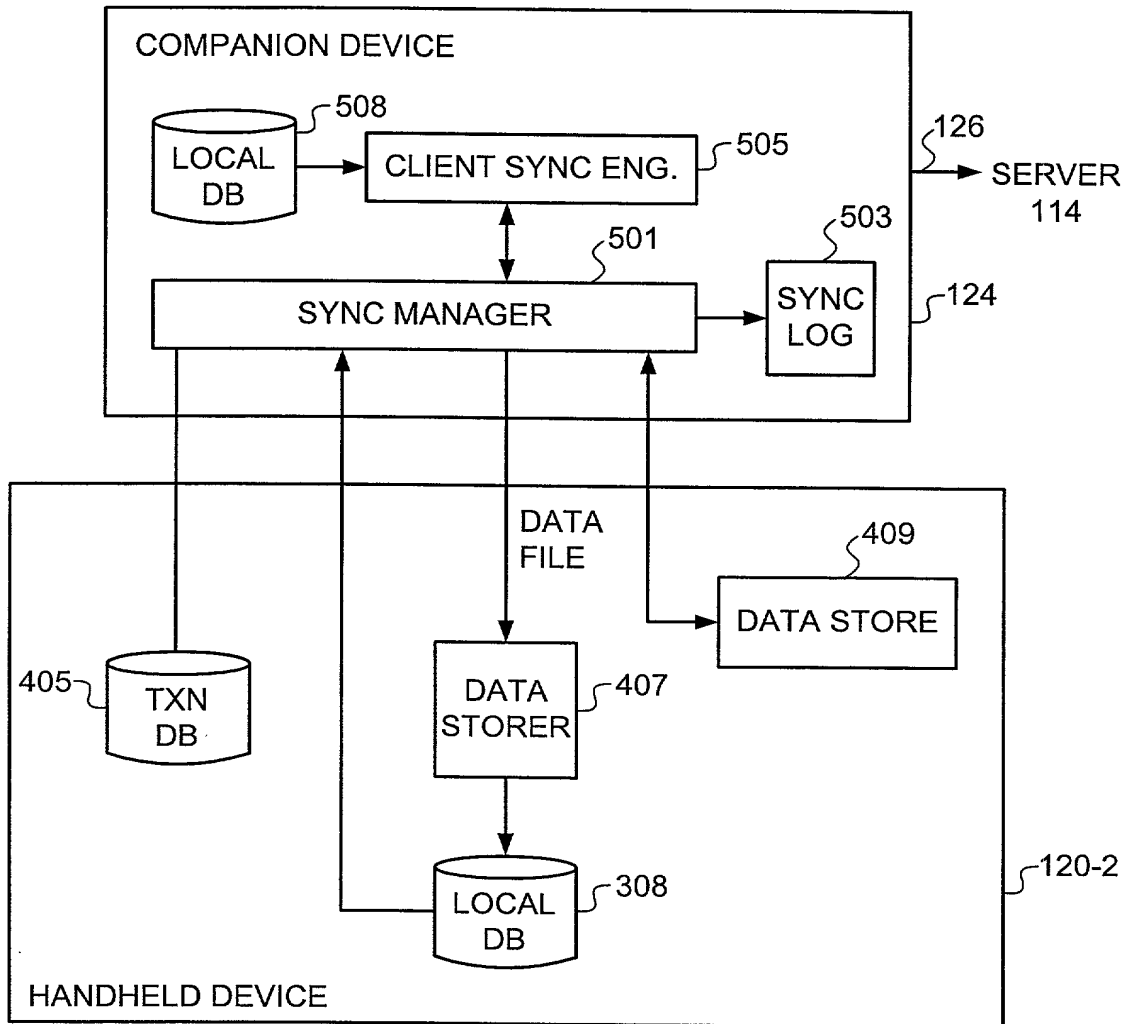 COMPANION DEVICE
508
LOCAL
DB
CLIENT SYNC ENG.
505
126
SERVER
114
501
SYNC MANAGER
503
SYNC
LOG
124
DATA
FILE
409
DATA STORE
405
TXN
DB
DATA
STORER
407
LOCAL
DB
308
120-2
HANDHELD DEVICE